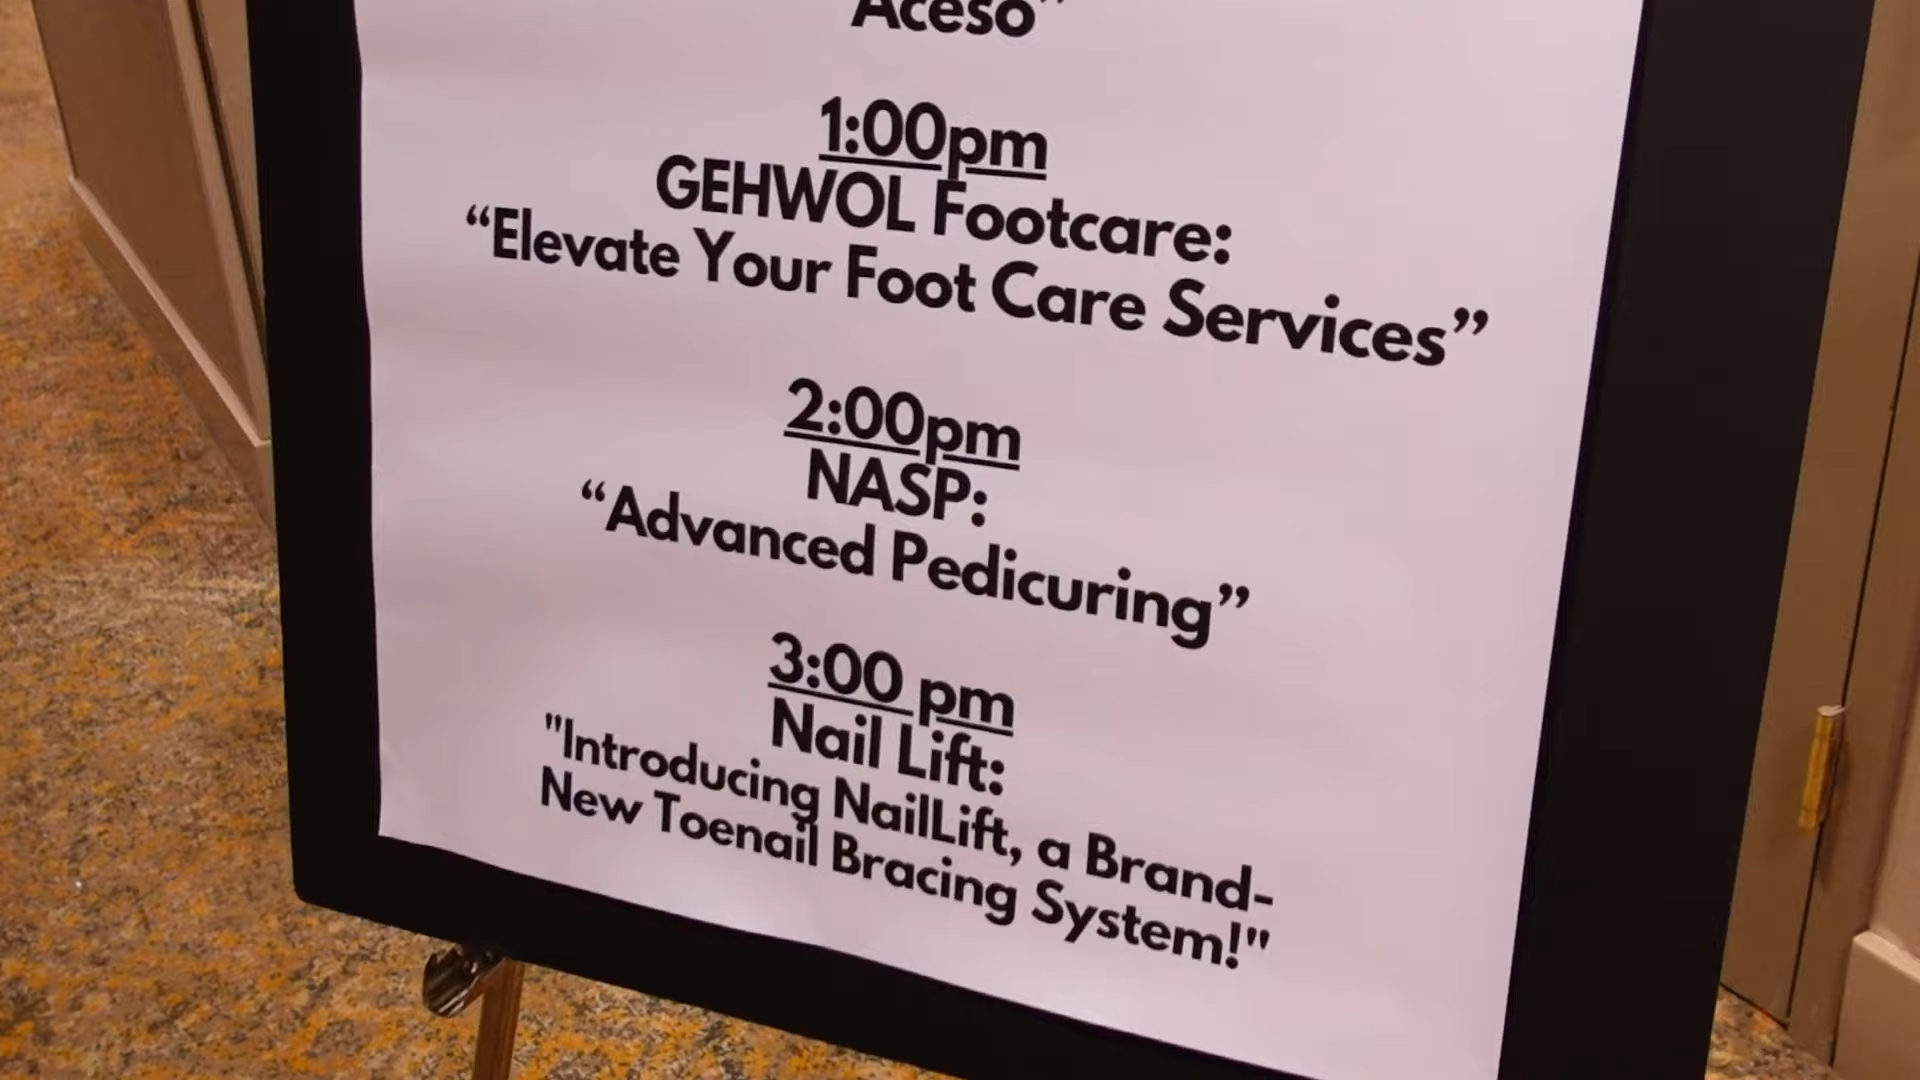 Aceso”
1:00pm
GEHWOL Footcare:
“Elevate Your Foot Care Services”
2:00pm
NASP:
“Advanced Pedicuring”
3:00 pm
Nail Lift:
"Introducing NailLift, a Brand-
New Toenail Bracing System!"